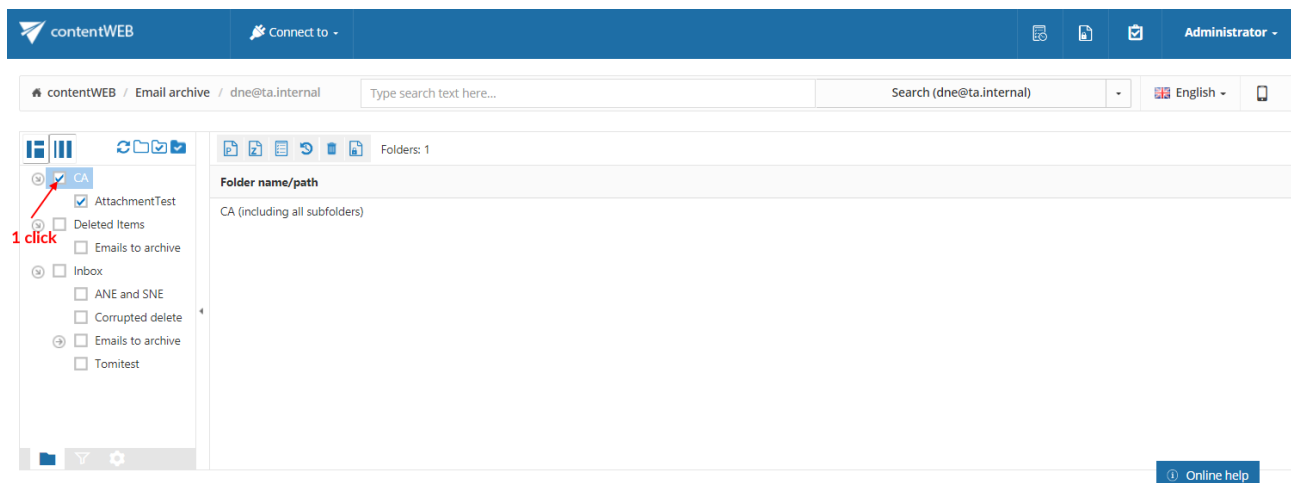 contentWEB Connect to Administrator
contentWEB / Email archive / dne@ta.internal Type search text here... Search (dne@ta.internal) English
Folders: 1
CA
Folder name/path
AttachmentTest
CA (including all subfolders)
Deleted Items
1 click
Emails to archive
Inbox
ANE and SNE
Corrupted delete
Emails to archive
Tomitest
Online help